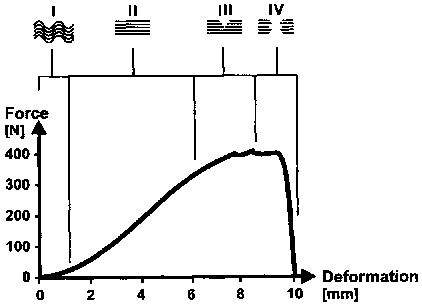 I II III IV
Force
[N]
400
300
200
100
0
0 2 4 6 8 10
Deformation
[mm]